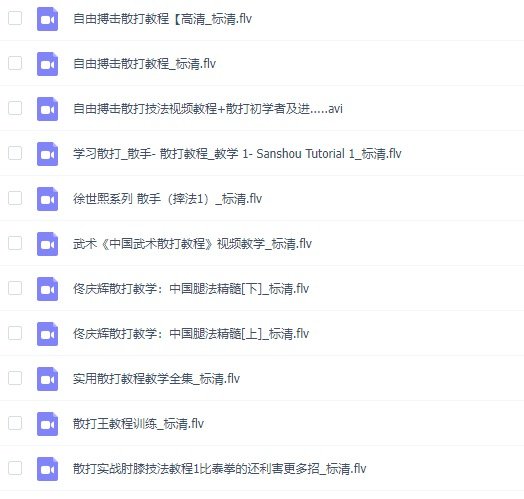 自由搏击散打教程【高清_标清.flv
自由搏击散打教程_标清.flv
自由搏击散打技法视频教程+散打初学者及进.....avi
学习散打_散手- 散打教程_教学 1- Sanshou Tutorial 1_标清.flv
徐世熙系列 散手（摔法1）_标清.flv
武术《中国武术散打教程》视频教学_标清.flv
佟庆辉散打教学：中国腿法精髓[下]_标清.flv
佟庆辉散打教学：中国腿法精髓[上]_标清.flv
实用散打教程教学全集_标清.flv
散打王教程训练_标清.flv
散打实战肘膝技法教程1比泰拳的还利害更多招_标清.flv